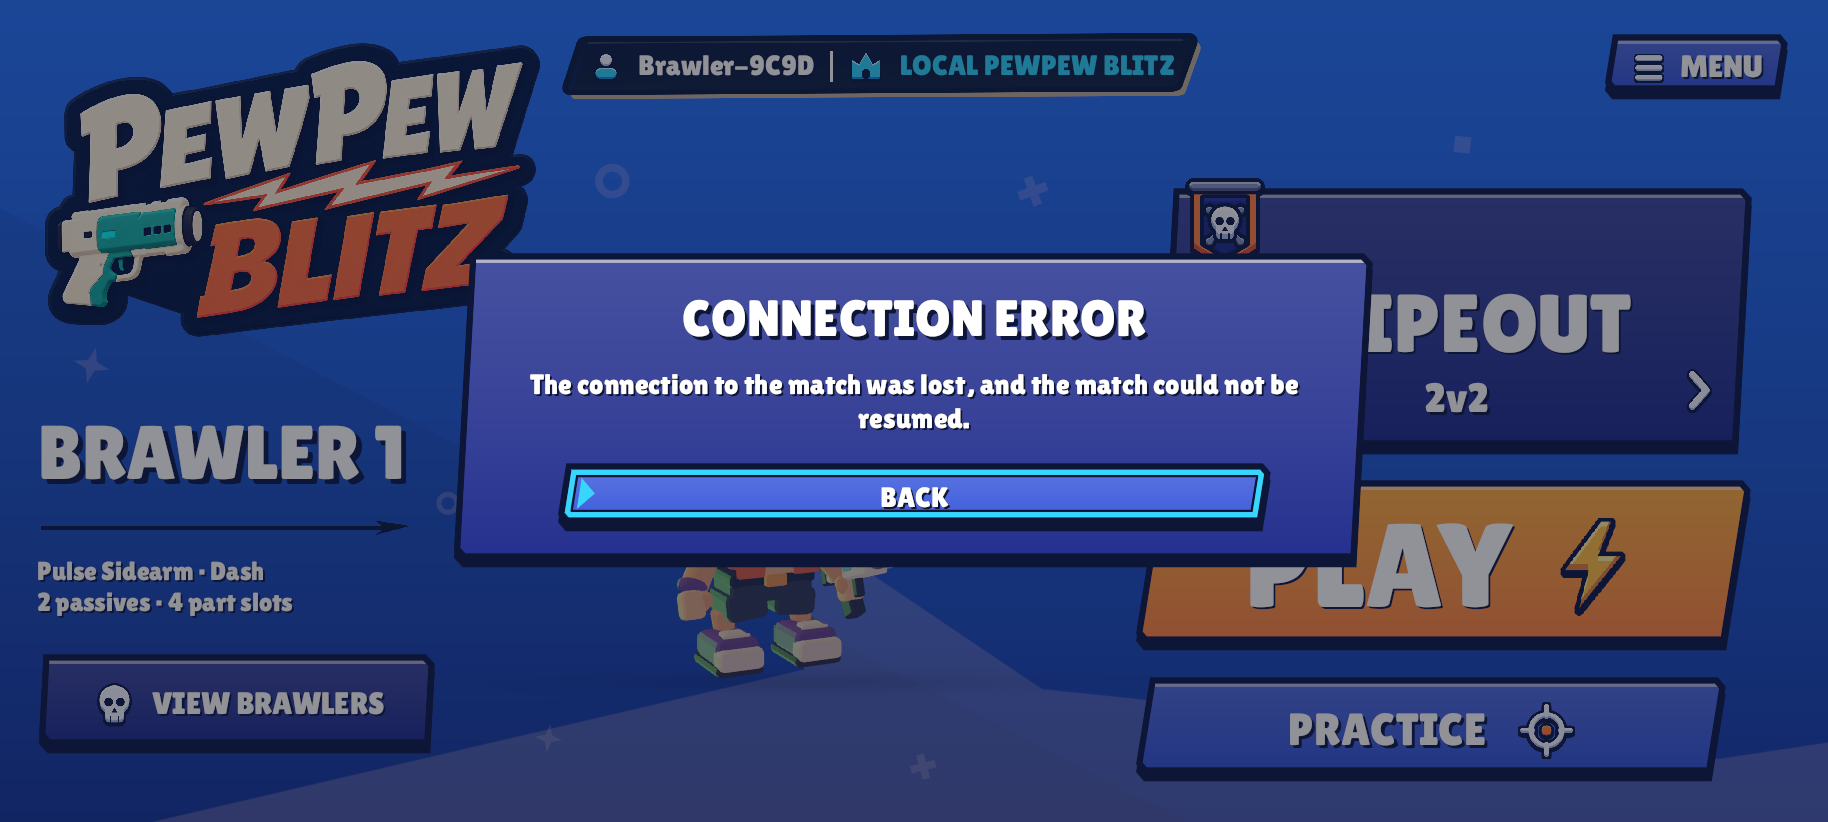 PEWPEW
BLITZ
Brawler-9C9D
LOCAL PEWPEW BLITZ
MENU
CONNECTION ERROR
The connection to the match was lost, and the match could not be
resumed.
BACK
IPEOUT
2v2
BRAWLER 1
Pulse Sidearm · Dash
2 passives · 4 part slots
VIEW BRAWLERS
PLAY
PRACTICE